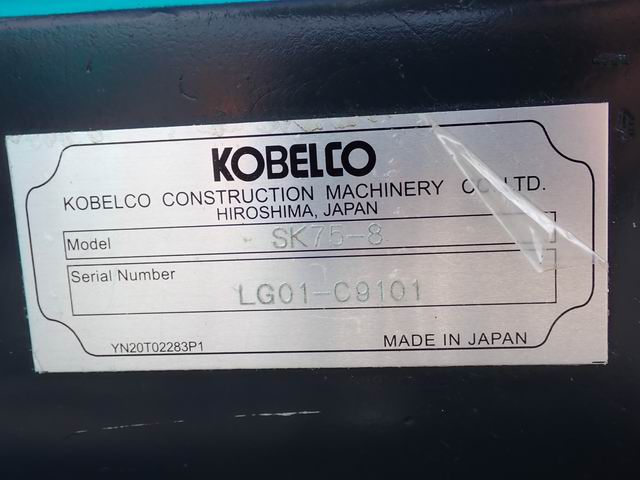 KOBELCO
KOBELCO CONSTRUCTION MACHINERY CO., LTD.
HIROSHIMA, JAPAN
Model SK75-8
Serial Number
LG01-C9101
YN20T02283P1 MADE IN JAPAN